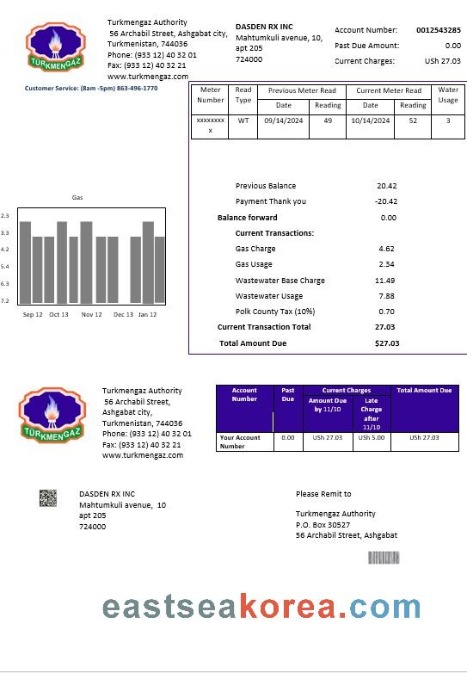 TÜRKMENGAZ
Turkmengaz Authority
56 Archabil Street, Ashgabat city,
Turkmenistan, 744036
Phone: (933 12) 40 32 01
Fax: (933 12) 40 32 21
www.turkmengaz.com
Customer Service: (8am -5pm) 863-496-1770
DASDEN RX INC
Mahtumkuli avenue, 10,
apt 205
724000
Account Number: 0012543285
Past Due Amount: 0.00
Current Charges: USh 27.03
Meter Number Read Type Previous Meter Read Current Meter Read Water Usage
Date Reading Date Reading
xxxxxxxx x WT 09/14/2024 49 10/14/2024 52 3
Previous Balance 20.42
Payment Thank you -20.42
Balance forward 0.00
Current Transactions:
Gas Charge 4.62
Gas Usage 2.34
Wastewater Base Charge 11.49
Wastewater Usage 7.88
Polk County Tax (10%) 0.70
Current Transaction Total 27.03
Total Amount Due $27.03
Gas
2.3
3.3
4.2
5.4
6.3
7.2
Sep 12 Oct 13 Nov 12 Dec 13 Jan 12
TÜRKMENGAZ
Turkmengaz Authority
56 Archabil Street,
Ashgabat city,
Turkmenistan, 744036
Phone: (933 12) 40 32 01
Fax: (933 12) 40 32 21
www.turkmengaz.com
Account Number Past Due Current Charges Total Amount Due
Amount Due by 11/10 Late Charge after 11/10
Your Account Number 0.00 USh 27.03 USh 5.00 USh 27.03
DASDEN RX INC
Mahtumkuli avenue, 10
apt 205
724000
Please Remit to
Turkmengaz Authority
P.O. Box 30527
56 Archabil Street, Ashgabat
eastseakorea.com